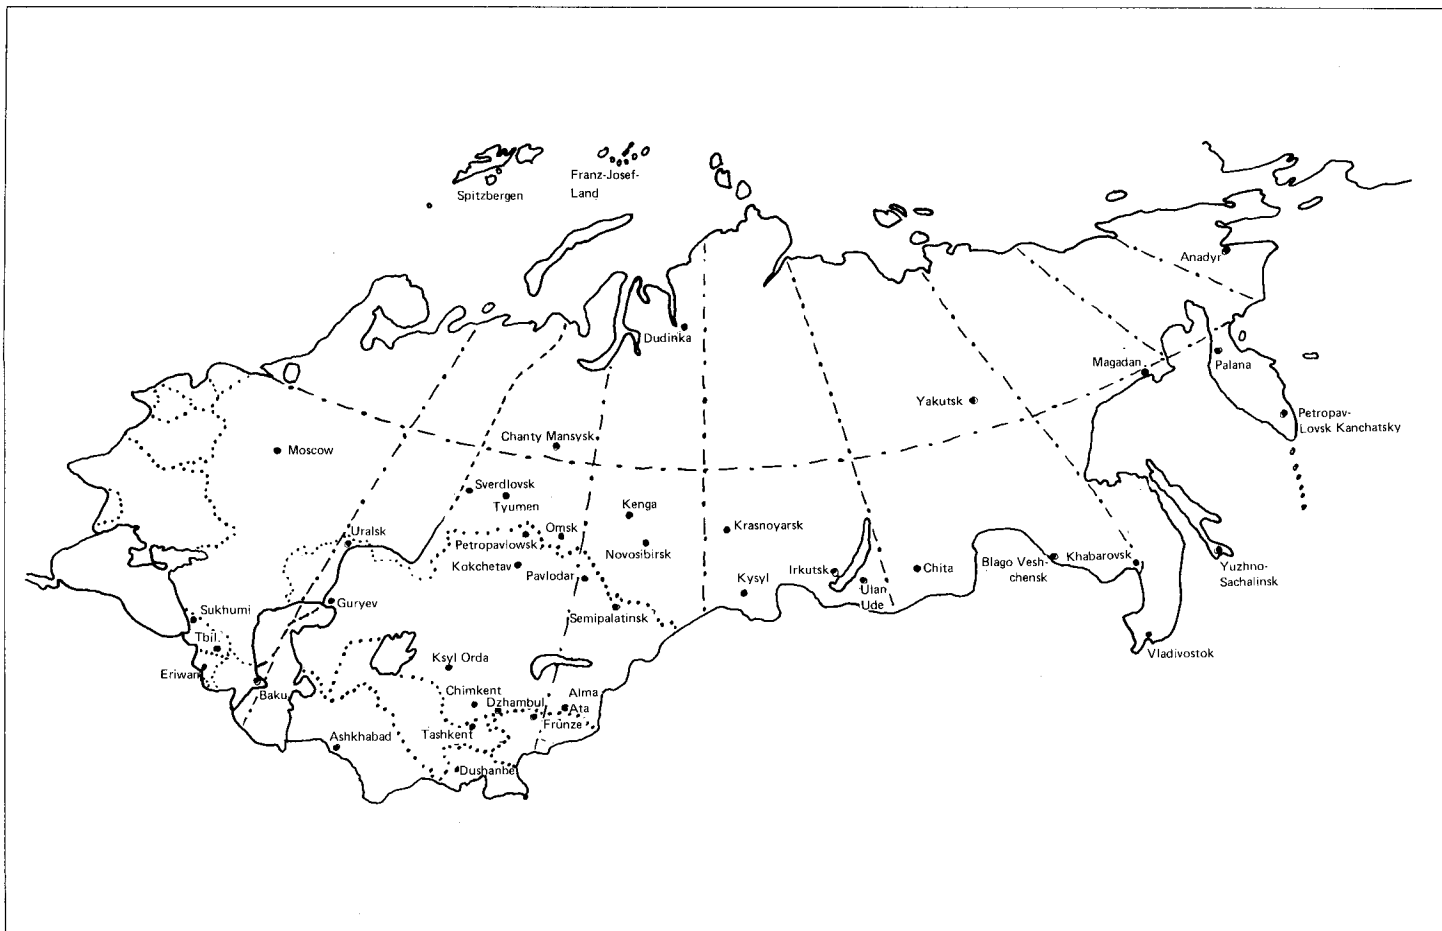 Spitzbergen
Franz-Josef-
Land
Anadyr
Dudinka
Magadan
Palana
Yakutsk
Petropav-
Lovsk Kanchatsky
Moscow
Chanty Mansysk
Sverdlovsk
Tyumen
Kenga
Uralsk
Omsk
Krasnoyarsk
Petropavlowsk
Novosibirsk
Kokchetav
Pavlodar
Kysyl
Irkutsk
Ulan
Ude
Chita
Blago Vesh-
chensk
Khabarovsk
Yuzhno-
Sachalinsk
Guryev
Sukhumi
Semipalatinsk
Tbil.
Vladivostok
Eriwan
Ksyl Orda
Baku
Chimkent
Dzhambul
Alma
Ata
Frünze
Tashkent
Ashkhabad
Dushanbe